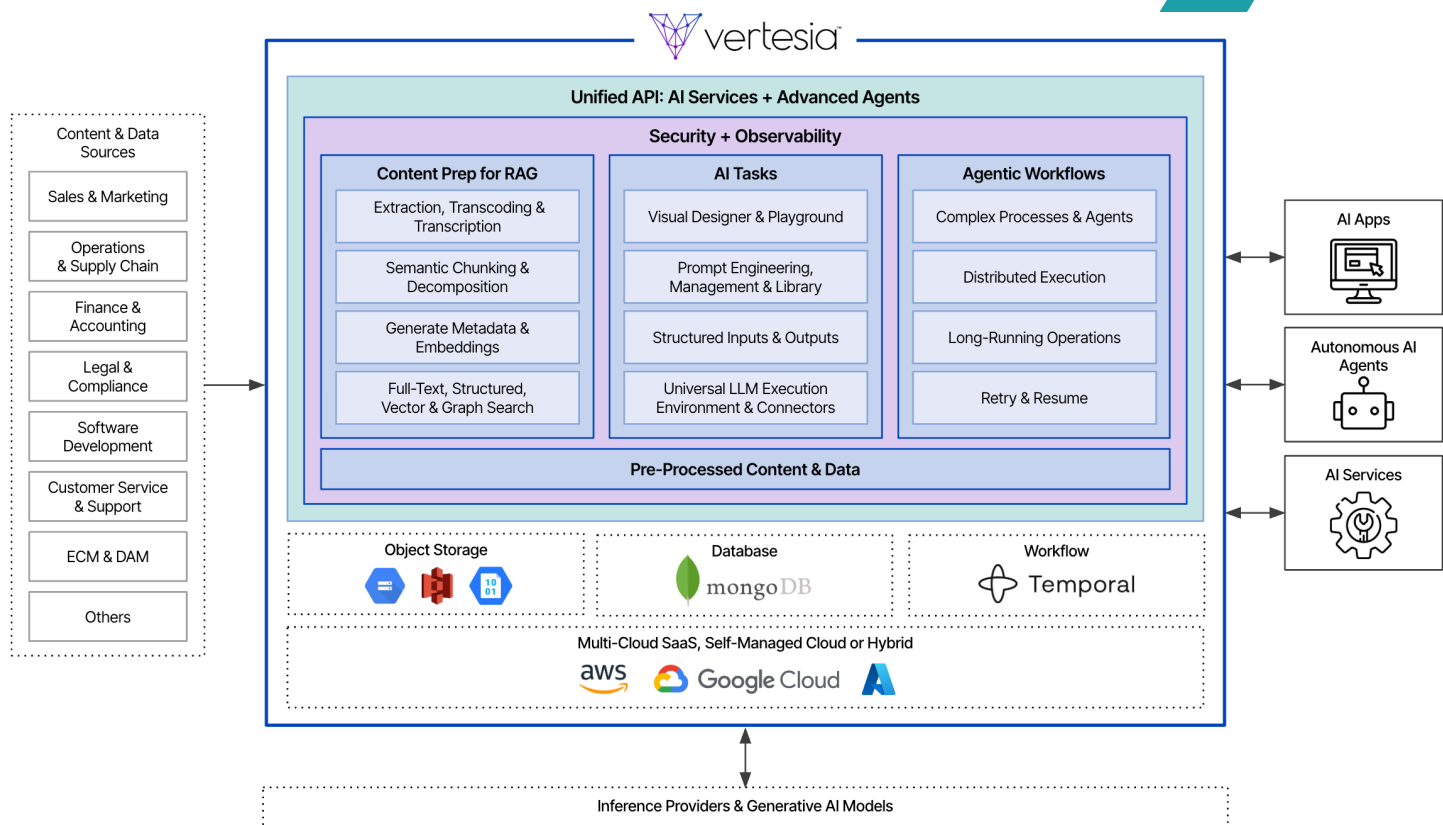 vertesia™
Unified API: AI Services + Advanced Agents
Security + Observability
Content & Data
Sources
Sales & Marketing
Operations
& Supply Chain
Finance &
Accounting
Legal &
Compliance
Software
Development
Customer Service
& Support
ECM & DAM
Others
Content Prep for RAG
Extraction, Transcoding &
Transcription
Semantic Chunking &
Decomposition
Generate Metadata &
Embeddings
Full-Text, Structured,
Vector & Graph Search
AI Tasks
Visual Designer & Playground
Prompt Engineering,
Management & Library
Structured Inputs & Outputs
Universal LLM Execution
Environment & Connectors
Agentic Workflows
Complex Processes & Agents
Distributed Execution
Long-Running Operations
Retry & Resume
Pre-Processed Content & Data
AI Apps
Autonomous AI
Agents
AI Services
Object Storage
10
01
Database
mongoDB
Workflow
Temporal
Multi-Cloud SaaS, Self-Managed Cloud or Hybrid
aws
Google Cloud
Inference Providers & Generative AI Models